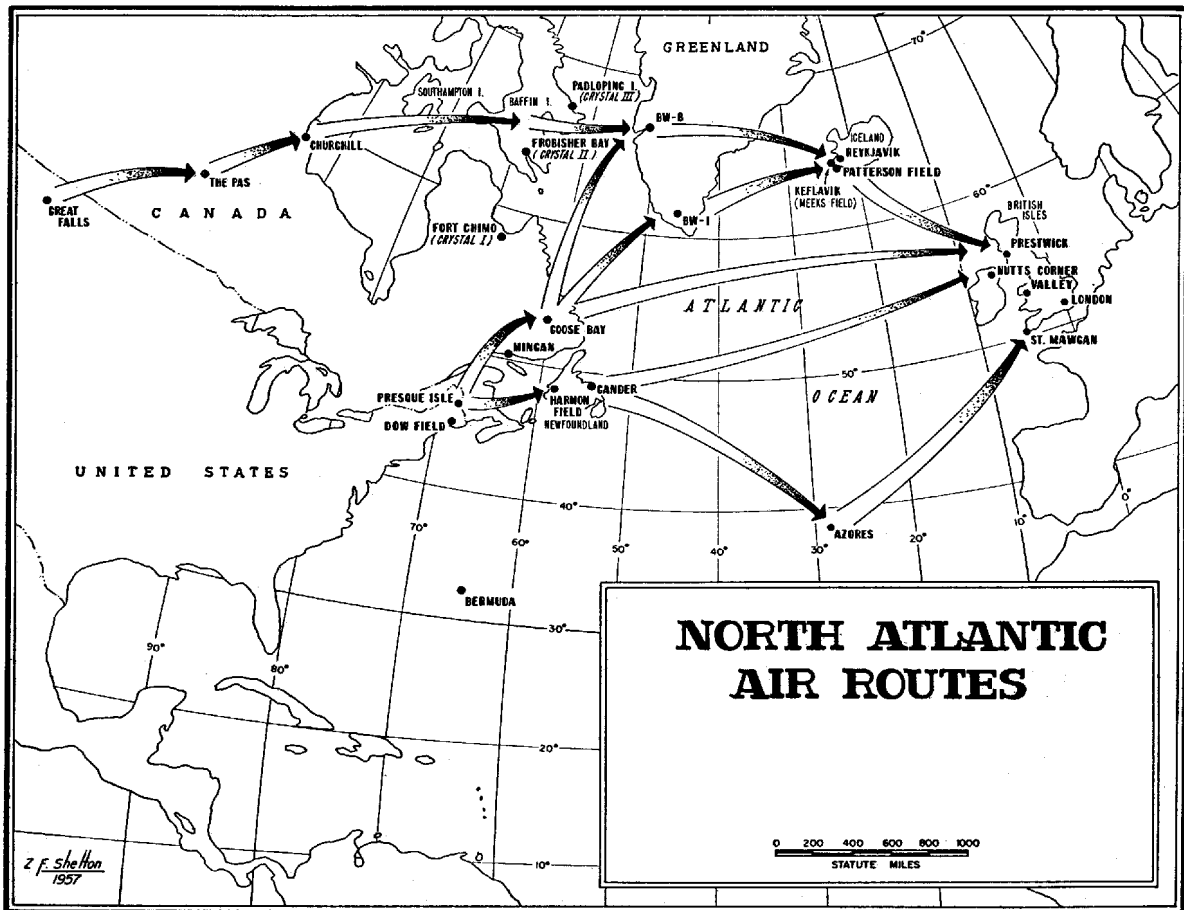 GREENLAND
70°
SOUTHAMPTON I.
BAFFIN I.
PADLOPING I.
(CRYSTAL III)
BW-8
CHURCHILL
FROBISHER BAY
(CRYSTAL II)
ICELAND
REYKJAVIK
PATTERSON FIELD
KEFLAVIK
(MEEKS FIELD)
60°
THE PAS
GREAT
FALLS
CANADA
FORT CHIMO
(CRYSTAL I)
BW-1
BRITISH
ISLES
PRESTWICK
NUTTS CORNER
VALLEY
LONDON
ST. MAWGAN
ATLANTIC
OCEAN
50°
GOOSE BAY
MINGAN
PRESQUE ISLE
DOW FIELD
HARMON
FIELD
NEWFOUNDLAND
GANDER
UNITED STATES
40°
AZORES
0°
10°
20°
30°
40°
50°
60°
70°
BERMUDA
30°
90°
80°
20°
10°
NORTH ATLANTIC
AIR ROUTES
0 200 400 600 800 1000
STATUTE MILES
Z F. Shelton
1957